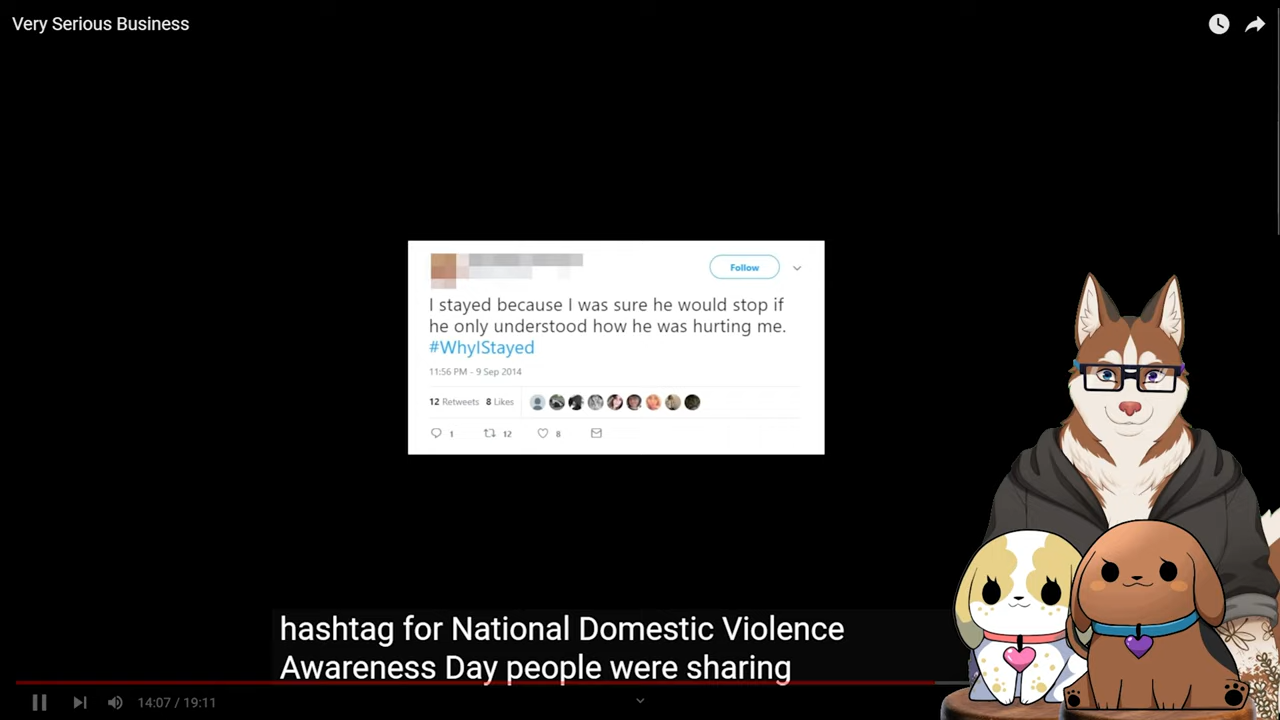 Very Serious Business
Follow
I stayed because I was sure he would stop if
he only understood how he was hurting me.
#WhyIStayed
11:56 PM - 9 Sep 2014
12 Retweets 8 Likes
1 12 8
hashtag for National Domestic Violence
Awareness Day people were sharing
14:07 / 19:11